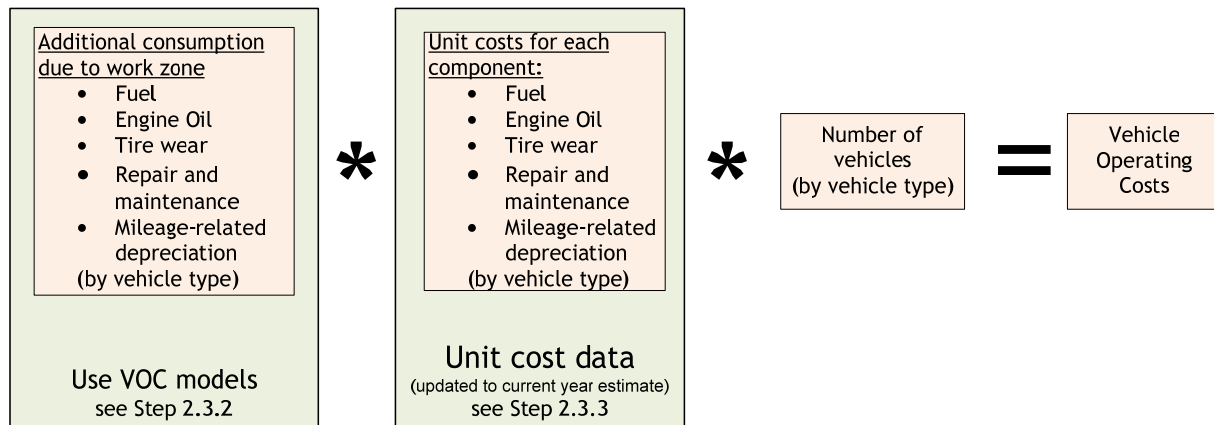 Additional consumption
due to work zone
• Fuel
• Engine Oil
• Tire wear
• Repair and
maintenance
• Mileage-related
depreciation
(by vehicle type)
Use VOC models
see Step 2.3.2
*
Unit costs for each
component:
• Fuel
• Engine Oil
• Tire wear
• Repair and
maintenance
• Mileage-related
depreciation
(by vehicle type)
Unit cost data
(updated to current year estimate)
see Step 2.3.3
*
Number of
vehicles
(by vehicle type)
=
Vehicle
Operating
Costs